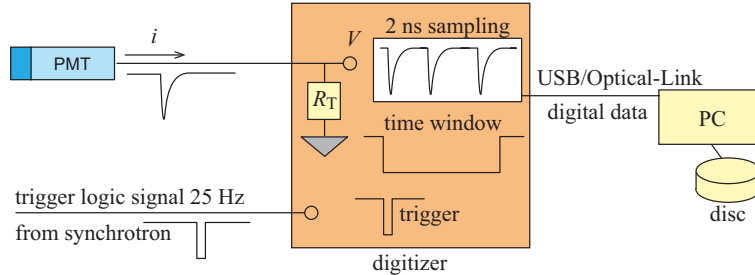 PMT
i
V
2 ns sampling
R_T
time window
USB/Optical-Link
digital data
PC
disc
trigger logic signal 25 Hz
from synchrotron
trigger
digitizer